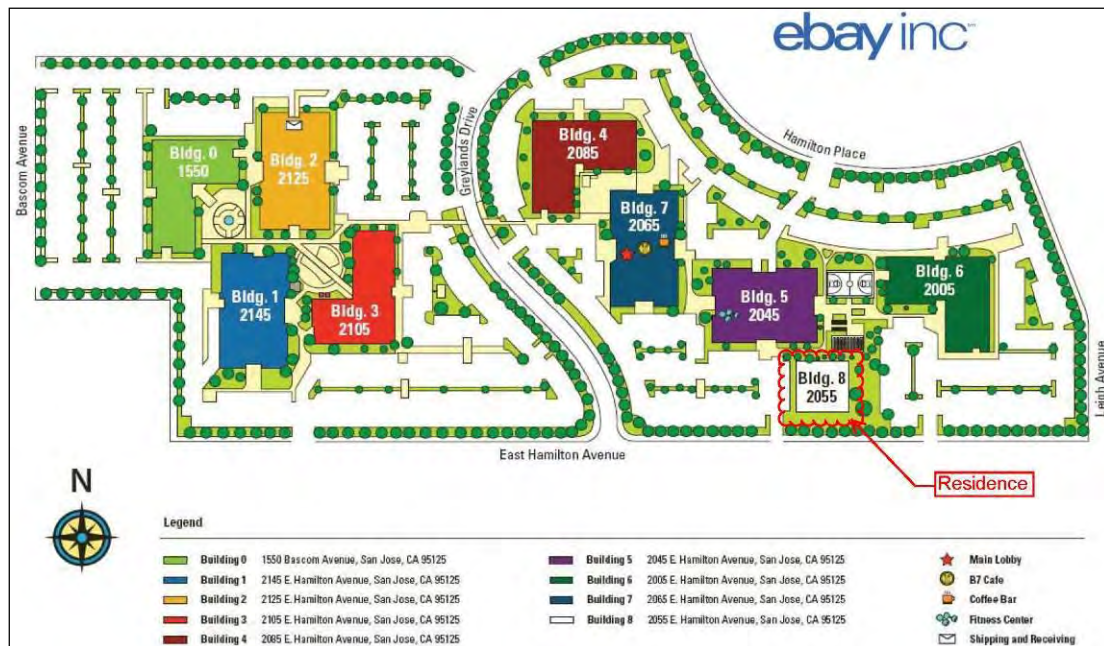 ebay inc
Bascom Avenue
Greylands Drive
Hamilton Place
Bldg. 0
1550
Bldg. 2
2125
Bldg. 4
2085
Bldg. 7
2065
Bldg. 1
2145
Bldg. 3
2105
Bldg. 5
2045
Bldg. 6
2005
Bldg. 8
2055
Leigh Avenue
East Hamilton Avenue
Residence
N
Legend
Building 0 1550 Bascom Avenue, San Jose, CA 95125
Building 1 2145 E. Hamilton Avenue, San Jose, CA 95125
Building 2 2125 E. Hamilton Avenue, San Jose, CA 95125
Building 3 2105 E. Hamilton Avenue, San Jose, CA 95125
Building 4 2085 E. Hamilton Avenue, San Jose, CA 95125
Building 5 2045 E. Hamilton Avenue, San Jose, CA 95125
Building 6 2005 E. Hamilton Avenue, San Jose, CA 95125
Building 7 2065 E. Hamilton Avenue, San Jose, CA 95125
Building 8 2055 E. Hamilton Avenue, San Jose, CA 95125
Main Lobby
B7 Cafe
Coffee Bar
Fitness Center
Shipping and Receiving